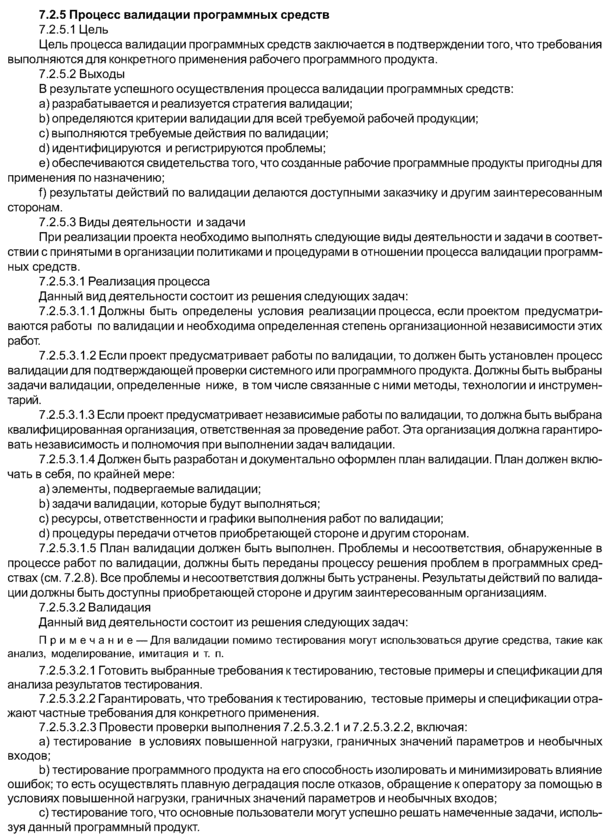 7.2.5 Процесс валидации программных средств
7.2.5.1 Цель
Цель процесса валидации программных средств заключается в подтверждении того, что требования
выполняются для конкретного применения рабочего программного продукта.
7.2.5.2 Выходы
В результате успешного осуществления процесса валидации программных средств:
a) разрабатывается и реализуется стратегия валидации;
b) определяются критерии валидации для всей требуемой рабочей продукции;
c) выполняются требуемые действия по валидации;
d) идентифицируются и регистрируются проблемы;
e) обеспечиваются свидетельства того, что созданные рабочие программные продукты пригодны для
применения по назначению;
f) результаты действий по валидации делаются доступными заказчику и другим заинтересованным
сторонам.
7.2.5.3 Виды деятельности и задачи
При реализации проекта необходимо выполнять следующие виды деятельности и задачи в соответ-
ствии с принятыми в организации политиками и процедурами в отношении процесса валидации программ-
ных средств.
7.2.5.3.1 Реализация процесса
Данный вид деятельности состоит из решения следующих задач:
7.2.5.3.1.1 Должны быть определены условия реализации процесса, если проектом предусматри-
ваются работы по валидации и необходима определенная степень организационной независимости этих
работ.
7.2.5.3.1.2 Если проект предусматривает работы по валидации, то должен быть установлен процесс
валидации для подтверждающей проверки системного или программного продукта. Должны быть выбраны
задачи валидации, определенные ниже, в том числе связанные с ними методы, технологии и инструмен-
тарий.
7.2.5.3.1.3 Если проект предусматривает независимые работы по валидации, то должна быть выбрана
квалифицированная организация, ответственная за проведение работ. Эта организация должна гарантиро-
вать независимость и полномочия при выполнении задач валидации.
7.2.5.3.1.4 Должен быть разработан и документально оформлен план валидации. План должен вклю-
чать в себя, по крайней мере:
a) элементы, подвергаемые валидации;
b) задачи валидации, которые будут выполняться;
c) ресурсы, ответственности и графики выполнения работ по валидации;
d) процедуры передачи отчетов приобретающей стороне и другим сторонам.
7.2.5.3.1.5 План валидации должен быть выполнен. Проблемы и несоответствия, обнаруженные в
процессе работ по валидации, должны быть переданы процессу решения проблем в программных сред-
ствах (см. 7.2.8). Все проблемы и несоответствия должны быть устранены. Результаты действий по валида-
ции должны быть доступны приобретающей стороне и другим заинтересованным организациям.
7.2.5.3.2 Валидация
Данный вид деятельности состоит из решения следующих задач:
П р и м е ч а н и е — Для валидации помимо тестирования могут использоваться другие средства, такие как
анализ, моделирование, имитация и т. п.
7.2.5.3.2.1 Готовить выбранные требования к тестированию, тестовые примеры и спецификации для
анализа результатов тестирования.
7.2.5.3.2.2 Гарантировать, что требования к тестированию, тестовые примеры и спецификации отра-
жают частные требования для конкретного применения.
7.2.5.3.2.3 Провести проверки выполнения 7.2.5.3.2.1 и 7.2.5.3.2.2, включая:
a) тестирование в условиях повышенной нагрузки, граничных значений параметров и необычных
входов;
b) тестирование программного продукта на его способность изолировать и минимизировать влияние
ошибок; то есть осуществлять плавную деградация после отказов, обращение к оператору за помощью в
условиях повышенной нагрузки, граничных значений параметров и необычных входов;
c) тестирование того, что основные пользователи могут успешно решать намеченные задачи, исполь-
зуя данный программный продукт.